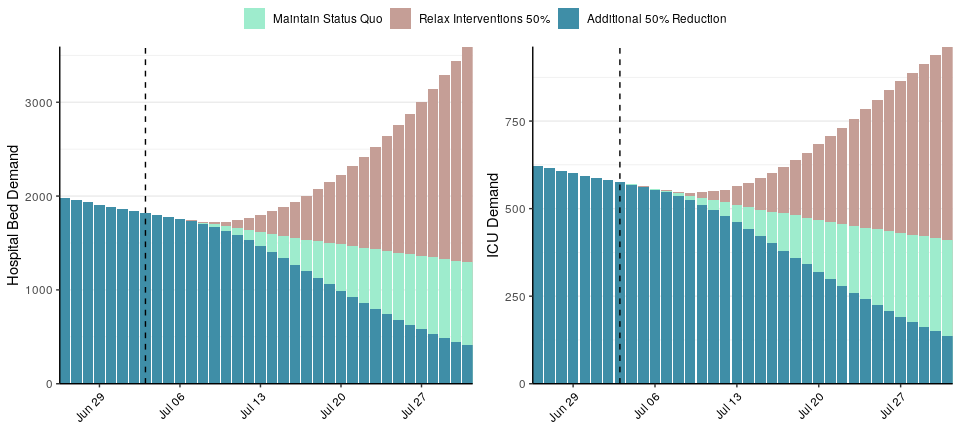 Maintain Status Quo Relax Interventions 50% Additional 50% Reduction
Hospital Bed Demand
3000
2000
1000
0
Jun 29 Jul 06 Jul 13 Jul 20 Jul 27
ICU Demand
750
500
250
0
Jun 29 Jul 06 Jul 13 Jul 20 Jul 27